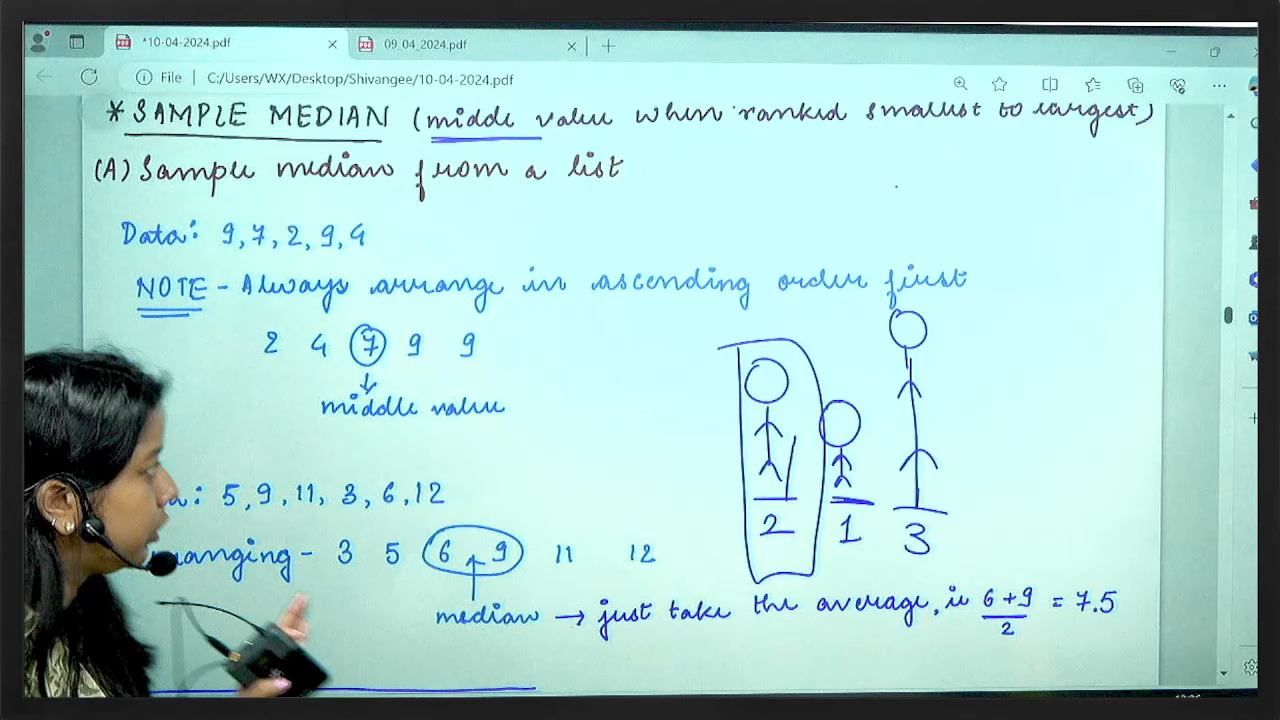 *10-04-2024.pdf
09_04_2024.pdf
File | C:/Users/WX/Desktop/Shivangee/10-04-2024.pdf
* SAMPLE MEDIAN (middle value when ranked smallest to largest)
(A) Sample median from a list
Data: 9, 7, 2, 9, 4
NOTE - Always arrange in ascending order first
2 4 7 9 9
middle value
: 5, 9, 11, 3, 6, 12
- 3 5 6 9 11 12
2 1 3
median → just take the average, ie 6+9/2 = 7.5